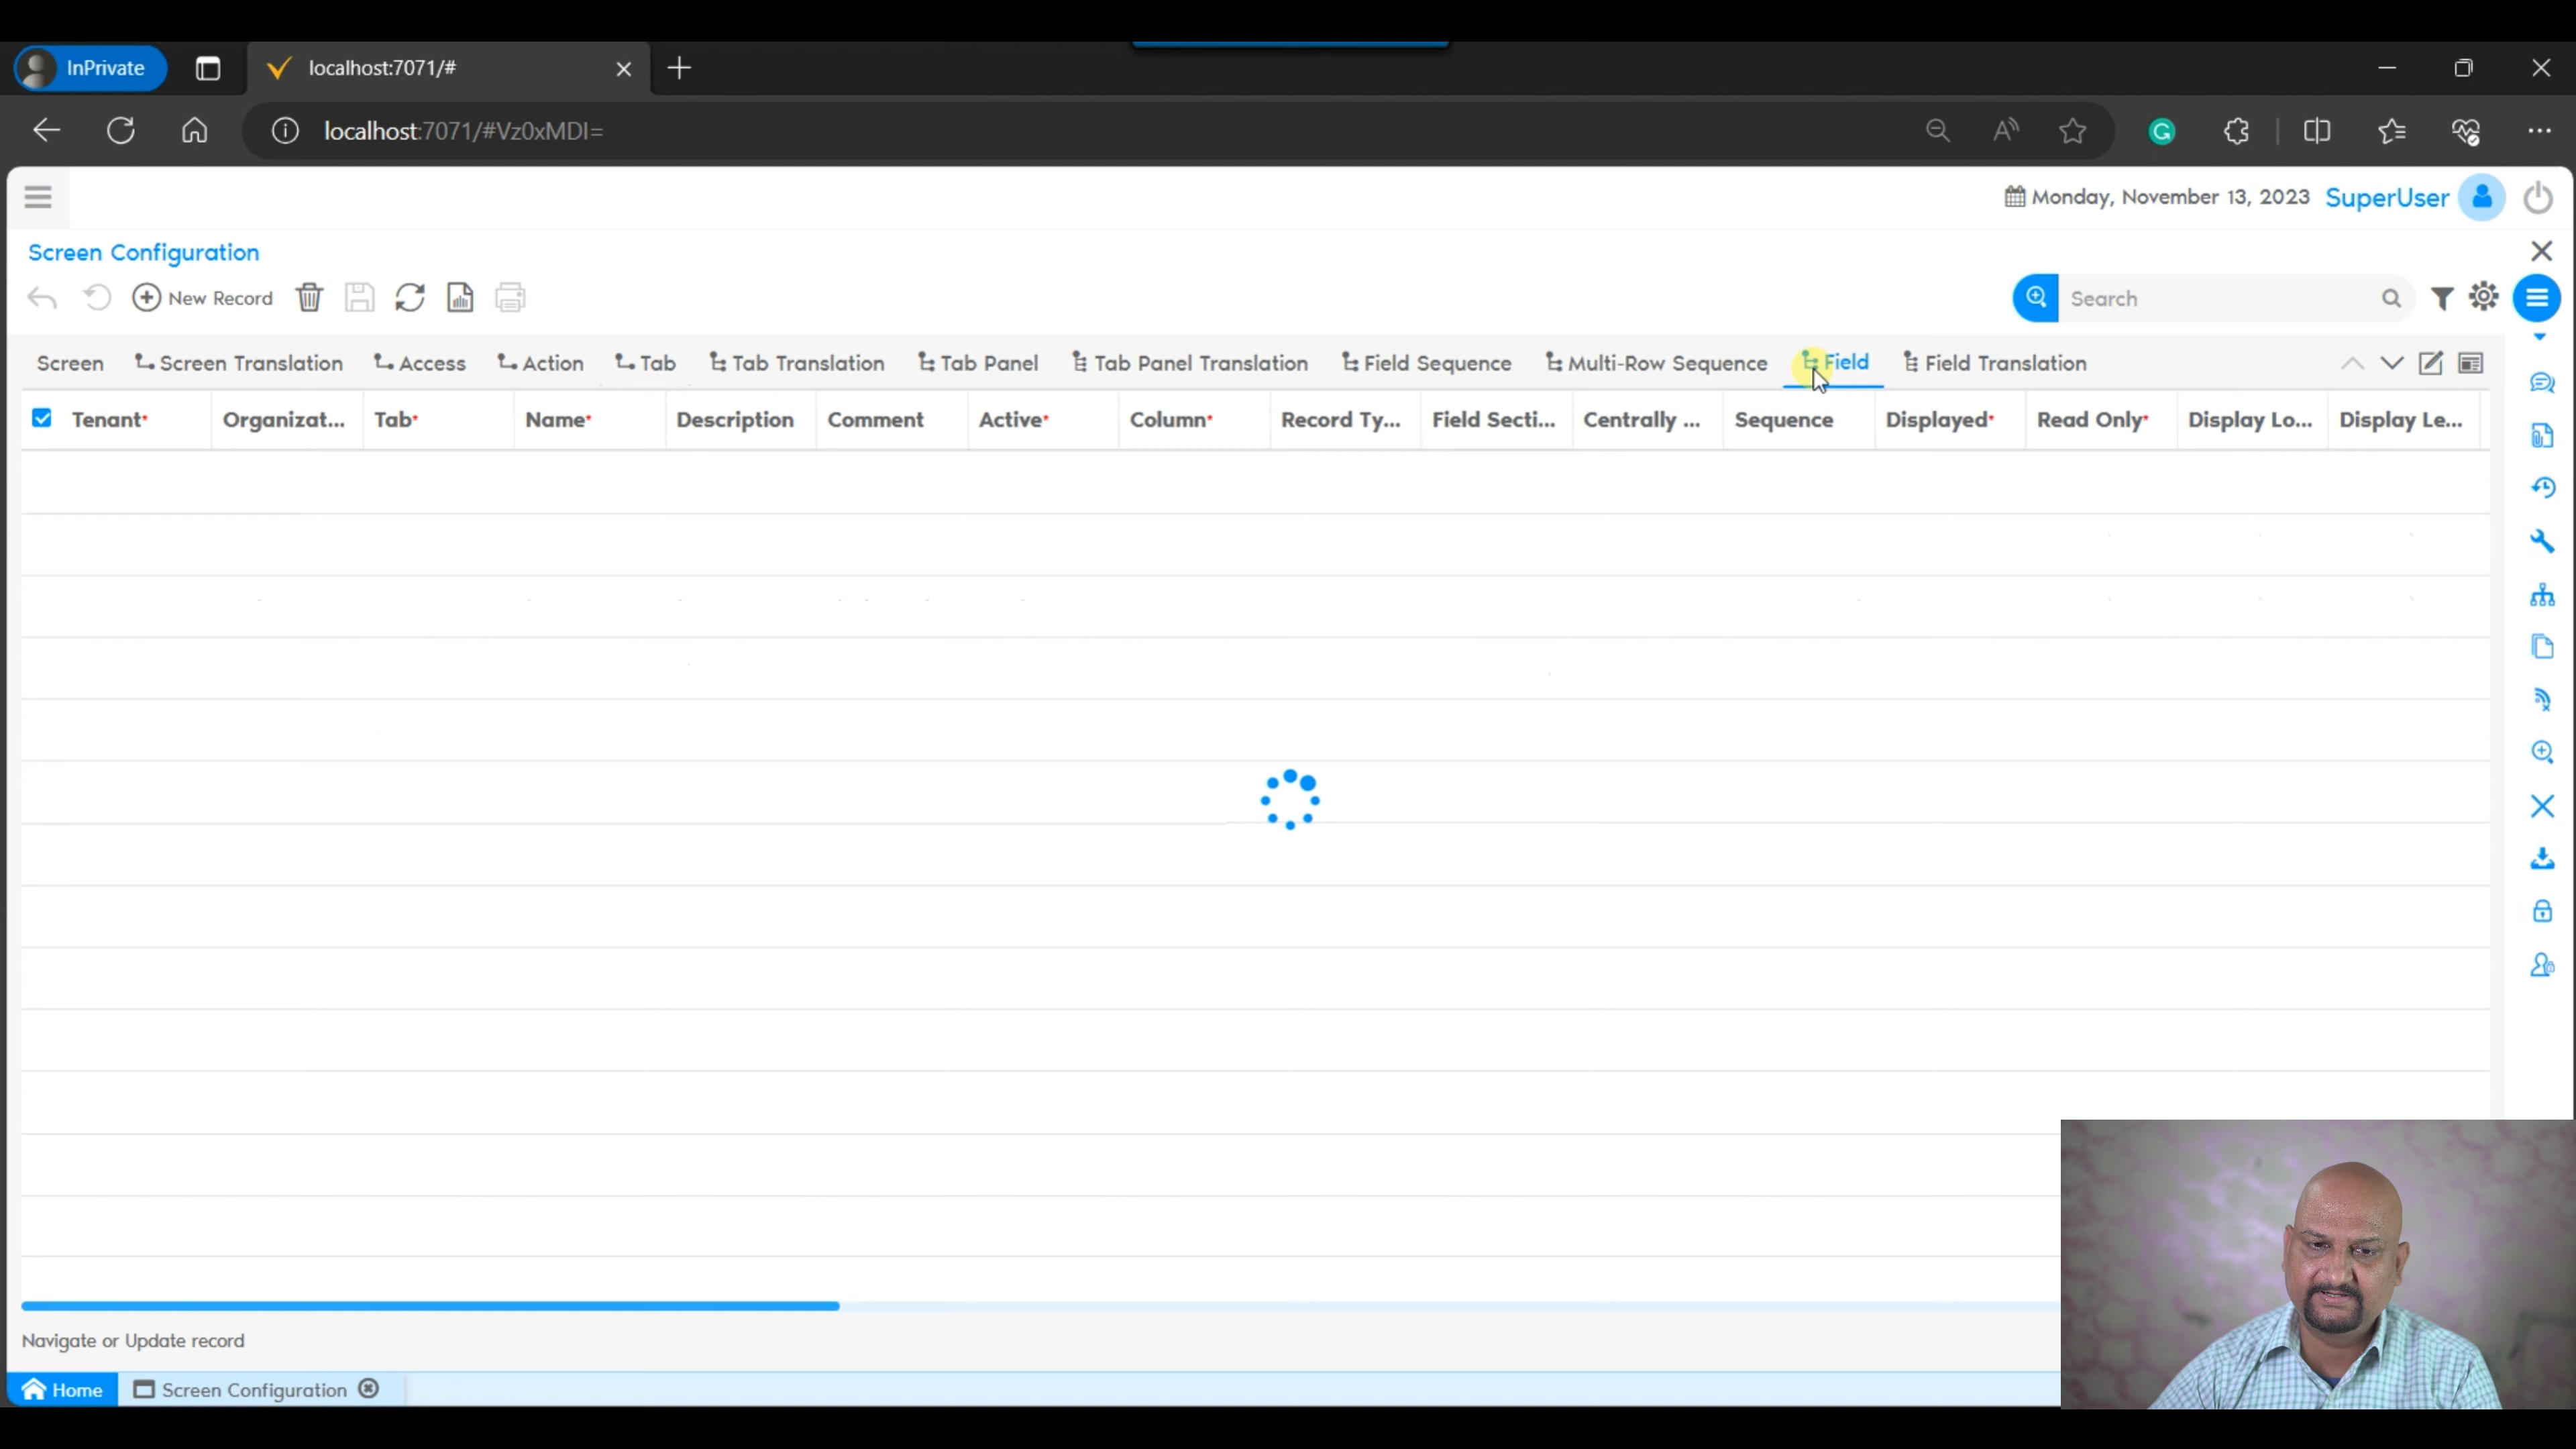 InPrivate
localhost:7071/#
localhost:7071/#Vz0xMDI=
Monday, November 13, 2023 SuperUser
Screen Configuration
New Record
Search
Screen Screen Translation Access Action Tab Tab Translation Tab Panel Tab Panel Translation Field Sequence Multi-Row Sequence Field Field Translation
Tenant* Organizat... Tab* Name* Description Comment Active* Column* Record Ty... Field Secti... Centrally ... Sequence Displayed* Read Only* Display Lo... Display Le...
Navigate or Update record
Home Screen Configuration